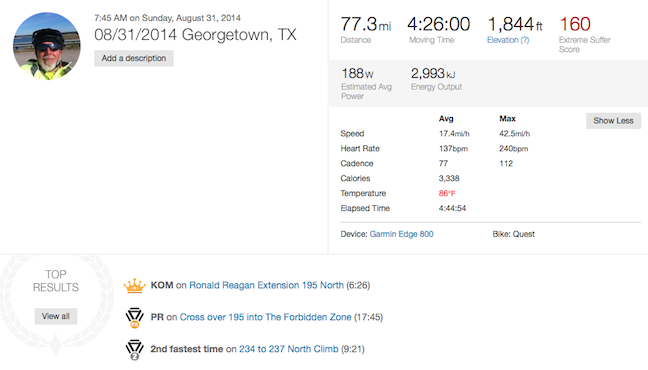 7:45 AM on Sunday, August 31, 2014
08/31/2014 Georgetown, TX
Add a description
77.3mi 4:26:00 1,844ft 160
Distance Moving Time Elevation (?) Extreme Suffer
Score
188W 2,993kJ
Estimated Avg Energy Output
Power
Avg Max Show Less
Speed 17.4mi/h 42.5mi/h
Heart Rate 137bpm 240bpm
Cadence 77 112
Calories 3,338
Temperature 86°F
Elapsed Time 4:44:54
Device: Garmin Edge 800 Bike: Quest
TOP
RESULTS
View all
KOM on Ronald Reagan Extension 195 North (6:26)
PR on Cross over 195 into The Forbidden Zone (17:45)
2nd fastest time on 234 to 237 North Climb (9:21)
PR
2